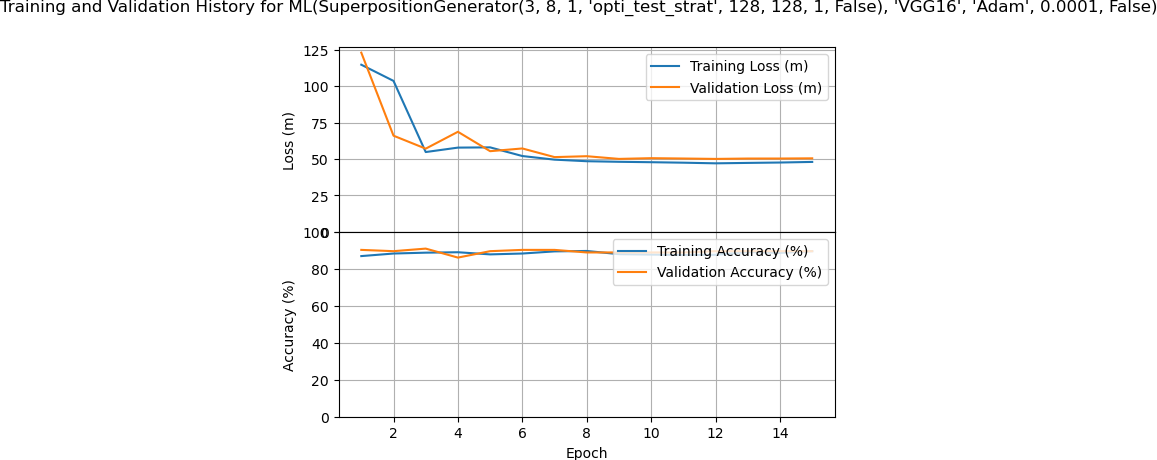 Training and Validation History for ML(SuperpositionGenerator(3, 8, 1, 'opti_test_strat', 128, 128, 1, False), 'VGG16', 'Adam', 0.0001, False)
125
100
75
50
25
0
Loss (m)
Training Loss (m)
Validation Loss (m)
100
80
60
40
20
0
Accuracy (%)
Training Accuracy (%)
Validation Accuracy (%)
2 4 6 8 10 12 14
Epoch